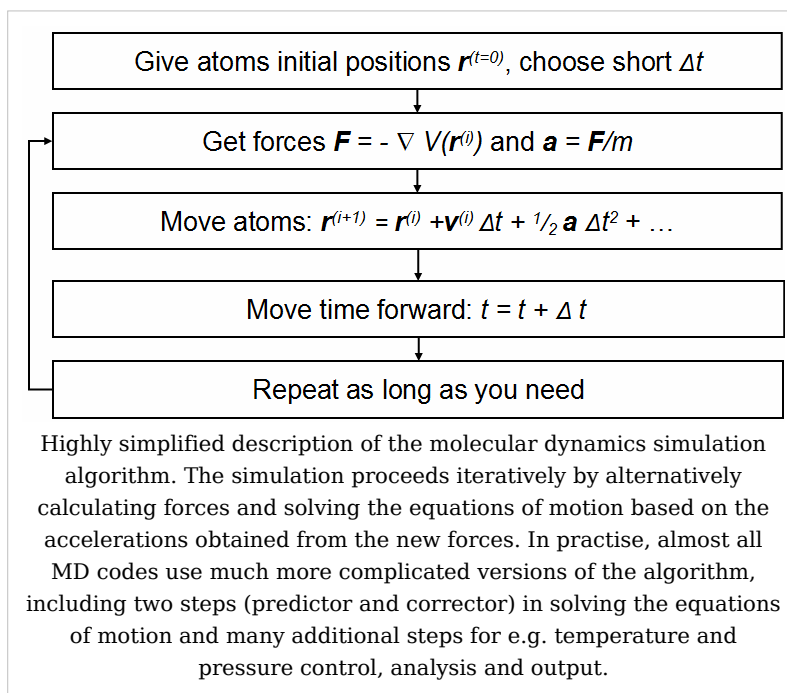 Give atoms initial positions r⁽ᵗ⁼⁰⁾, choose short Δt
Get forces F = - ∇ V(r⁽ⁱ⁾) and a = F/m
Move atoms: r⁽ⁱ⁺¹⁾ = r⁽ⁱ⁾ +v⁽ⁱ⁾ Δt + ¹/₂ a Δt² + …
Move time forward: t = t + Δ t
Repeat as long as you need
Highly simplified description of the molecular dynamics simulation
algorithm. The simulation proceeds iteratively by alternatively
calculating forces and solving the equations of motion based on the
accelerations obtained from the new forces. In practise, almost all
MD codes use much more complicated versions of the algorithm,
including two steps (predictor and corrector) in solving the equations
of motion and many additional steps for e.g. temperature and
pressure control, analysis and output.